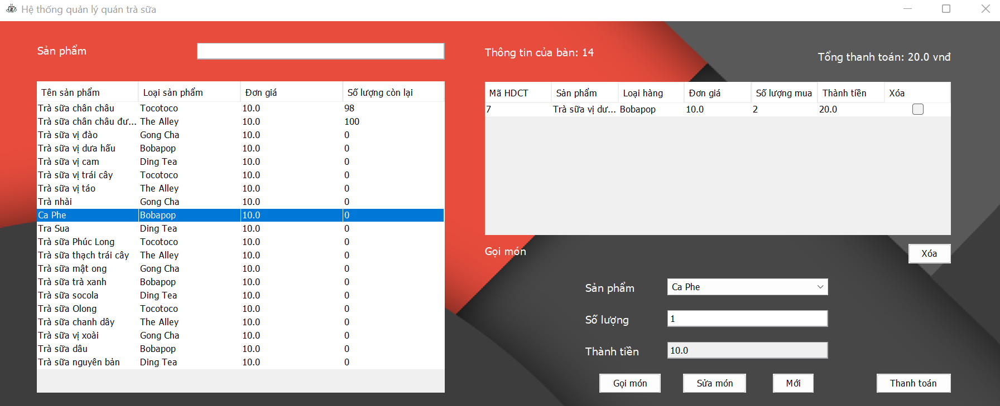 Hệ thống quản lý quán trà sữa
Sản phẩm
Tên sản phẩm Loại sản phẩm Đơn giá Số lượng còn lại
Trà sữa chân châu Tocotoco 10.0 98
Trà sữa chân châu đư... The Alley 10.0 100
Trà sữa vị đào Gong Cha 10.0 0
Trà sữa vị dưa hấu Bobapop 10.0 0
Trà sữa vị cam Ding Tea 10.0 0
Trà sữa vị trái cây Tocotoco 10.0 0
Trà sữa vị táo The Alley 10.0 0
Trà nhài Gong Cha 10.0 0
Ca Phe Bobapop 10.0 0
Tra Sua Ding Tea 10.0 0
Trà sữa Phúc Long Tocotoco 10.0 0
Trà sữa thạch trái cây The Alley 10.0 0
Trà sữa mật ong Gong Cha 10.0 0
Trà sữa trà xanh Bobapop 10.0 0
Trà sữa socola Ding Tea 10.0 0
Trà sữa Olong Tocotoco 10.0 0
Trà sữa chanh dây The Alley 10.0 0
Trà sữa vị xoài Gong Cha 10.0 0
Trà sữa dâu Bobapop 10.0 0
Trà sữa nguyên bản Ding Tea 10.0 0
Thông tin của bàn: 14
Tổng thanh toán: 20.0 vnđ
Mã HDCT Sản phẩm Loại hàng Đơn giá Số lượng mua Thành tiền Xóa
7 Trà sữa vị dư... Bobapop 10.0 2 20.0
Gọi món
Xóa
Sản phẩm Ca Phe
Số lượng 1
Thành tiền 10.0
Gọi món Sửa món Mới Thanh toán